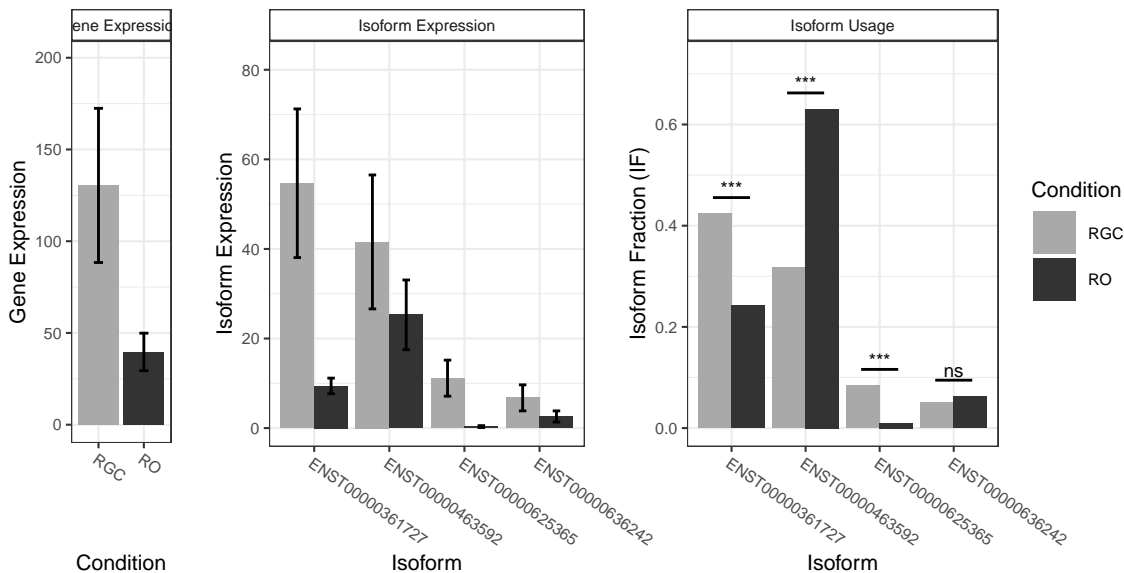 ene Expressio
Gene Expression
200
150
100
50
0
RGC
RO
Condition
Isoform Expression
Isoform Expression
80
60
40
20
0
ENST00000361727
ENST00000463592
ENST00000625365
ENST00000636242
Isoform
Isoform Usage
Isoform Fraction (IF)
0.6
0.4
0.2
0.0
***
***
***
ns
ENST00000361727
ENST00000463592
ENST00000625365
ENST00000636242
Isoform
Condition
RGC
RO